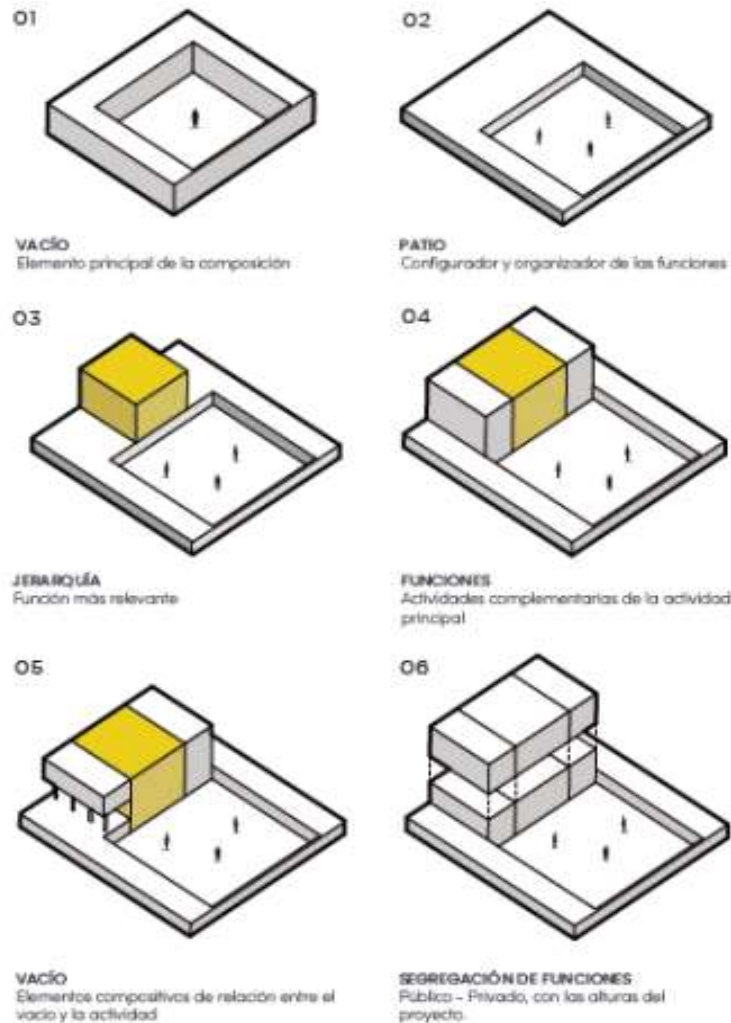 01
VACÍO
Elemento principal de la composición
02
PATIO
Configurador y organizador de las funciones
03
JERARQUÍA
Función más relevante
04
FUNCIONES
Actividades complementarias de la actividad
principal
05
VACÍO
Elementos compositivos de relación entre el
vacío y la actividad
06
SEGREGACIÓN DE FUNCIONES
Público - Privado, con las alturas del
proyecto.